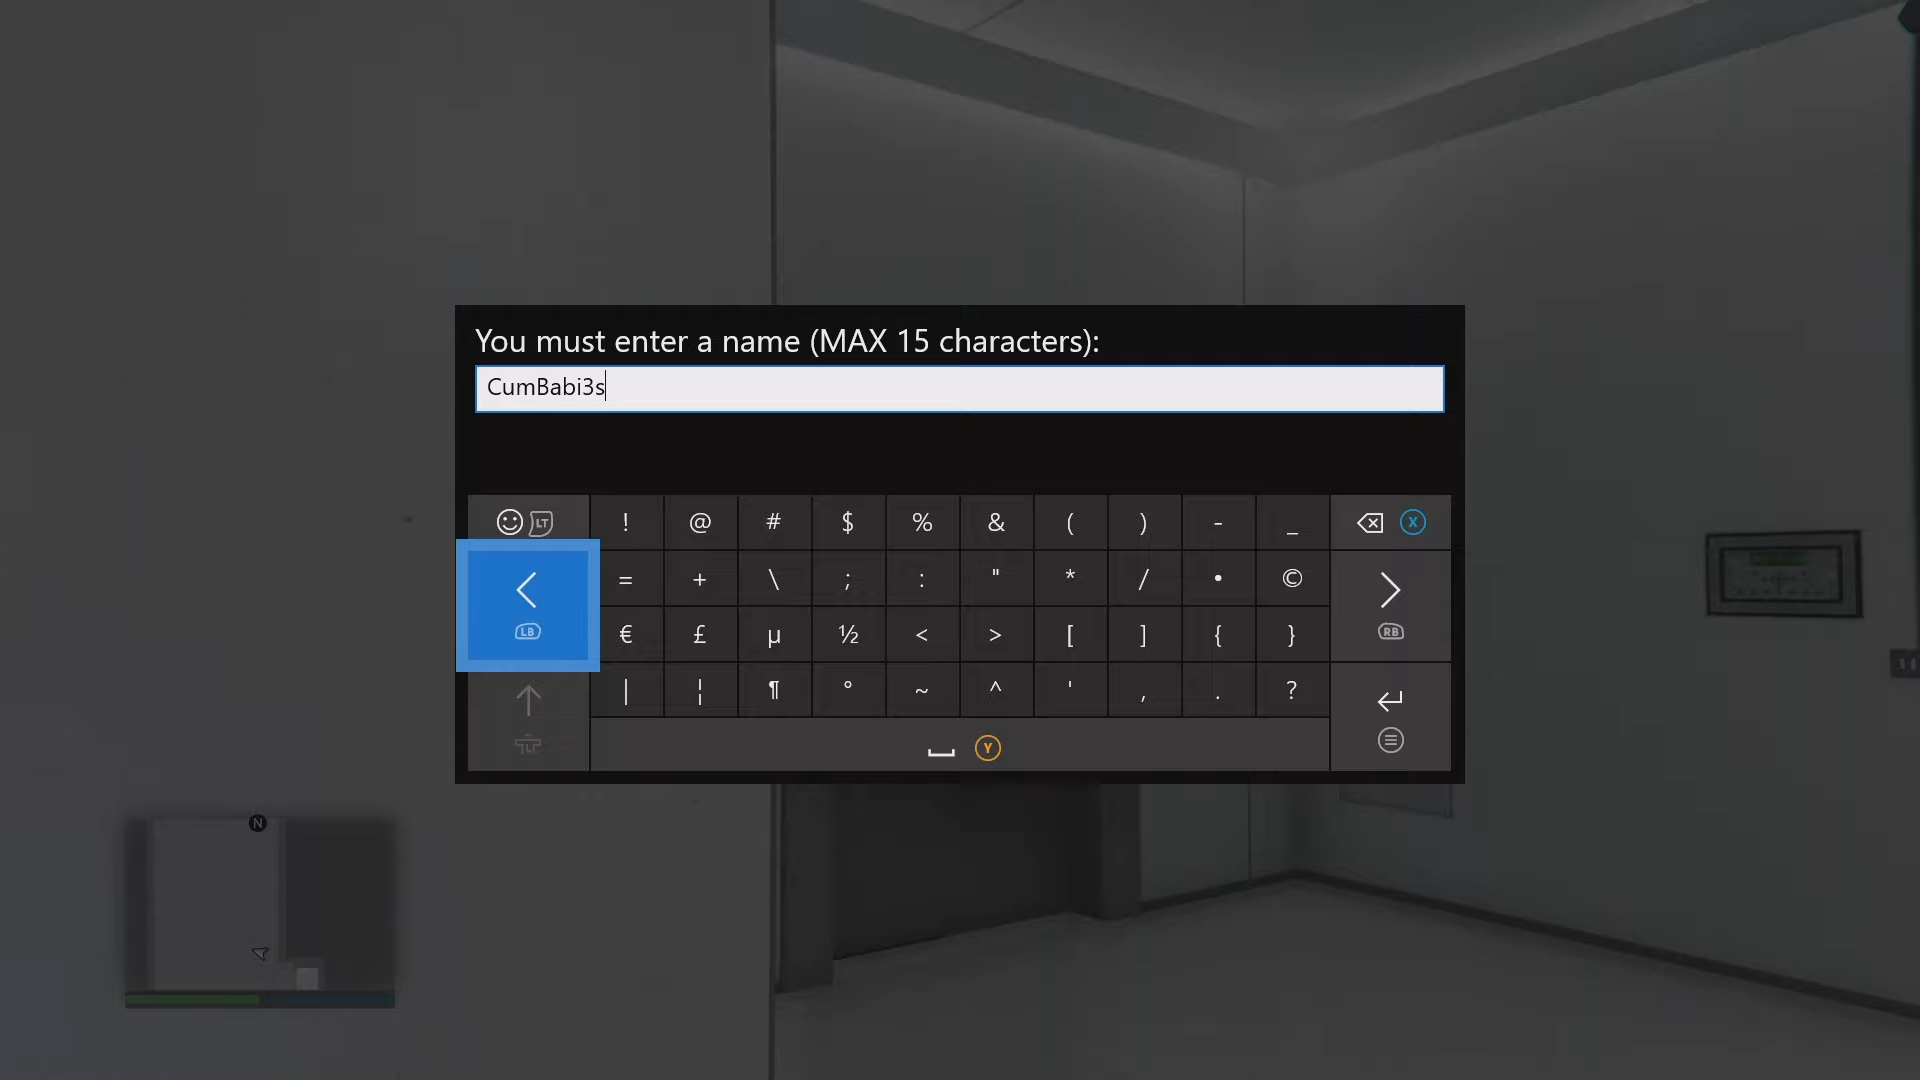 You must enter a name (MAX 15 characters):
CumBabi3s
LT ! @ # $ % & ( ) - _ X
= + \ ; : " * / • ©
LB € £ µ ½ < > [ ] { } RB
| ¦ ¶ ° ~ ^ ' , . ?
Y
N